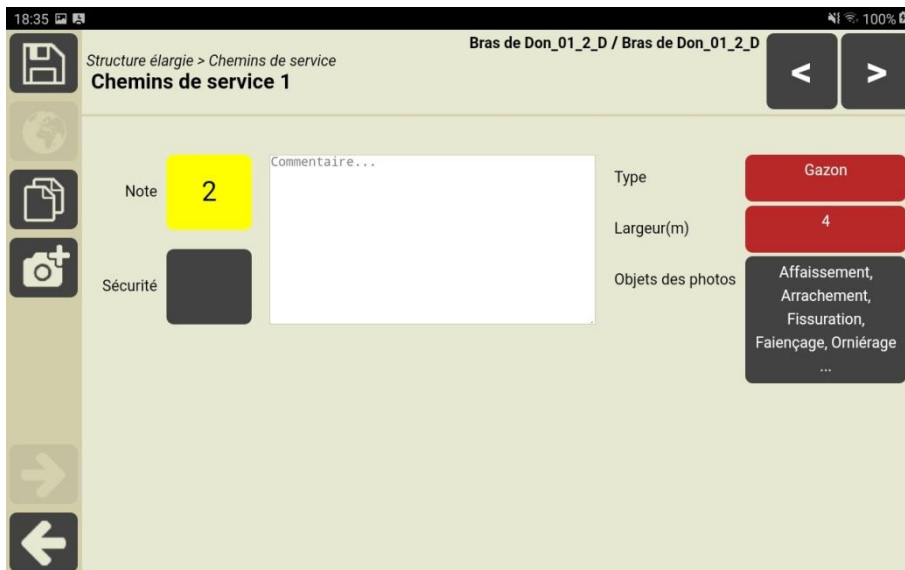 18:35 100%
Bras de Don_01_2_D / Bras de Don_01_2_D
Structure élargie > Chemins de service
Chemins de service 1
< >
Note 2
Commentaire...
Sécurité
Type Gazon
Largeur(m) 4
Objets des photos
Affaissement,
Arrachement,
Fissuration,
Faiençage, Orniérage
...